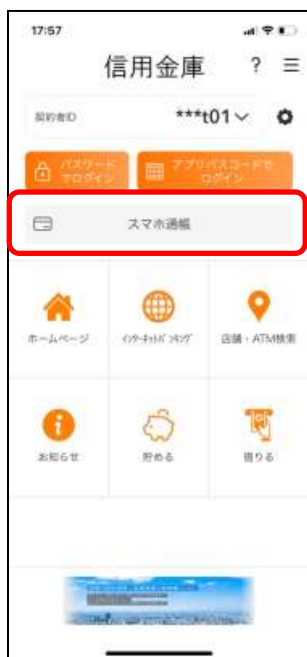 17:57
信用金庫 ?
契約者ID ***t01
パスワード
でログイン
アプリパスコードで
ログイン
スマホ通帳
ホームページ
インターネットバンキング
店舗・ATM検索
お知らせ
貯める
借りる